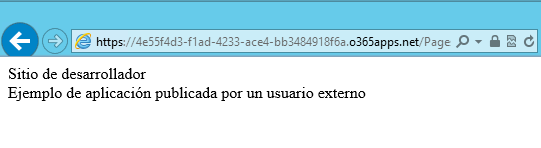 https://4e55f4d3-f1ad-4233-ace4-bb3484918f6a.o365apps.net/Page
Sitio de desarrollador
Ejemplo de aplicación publicada por un usuario externo